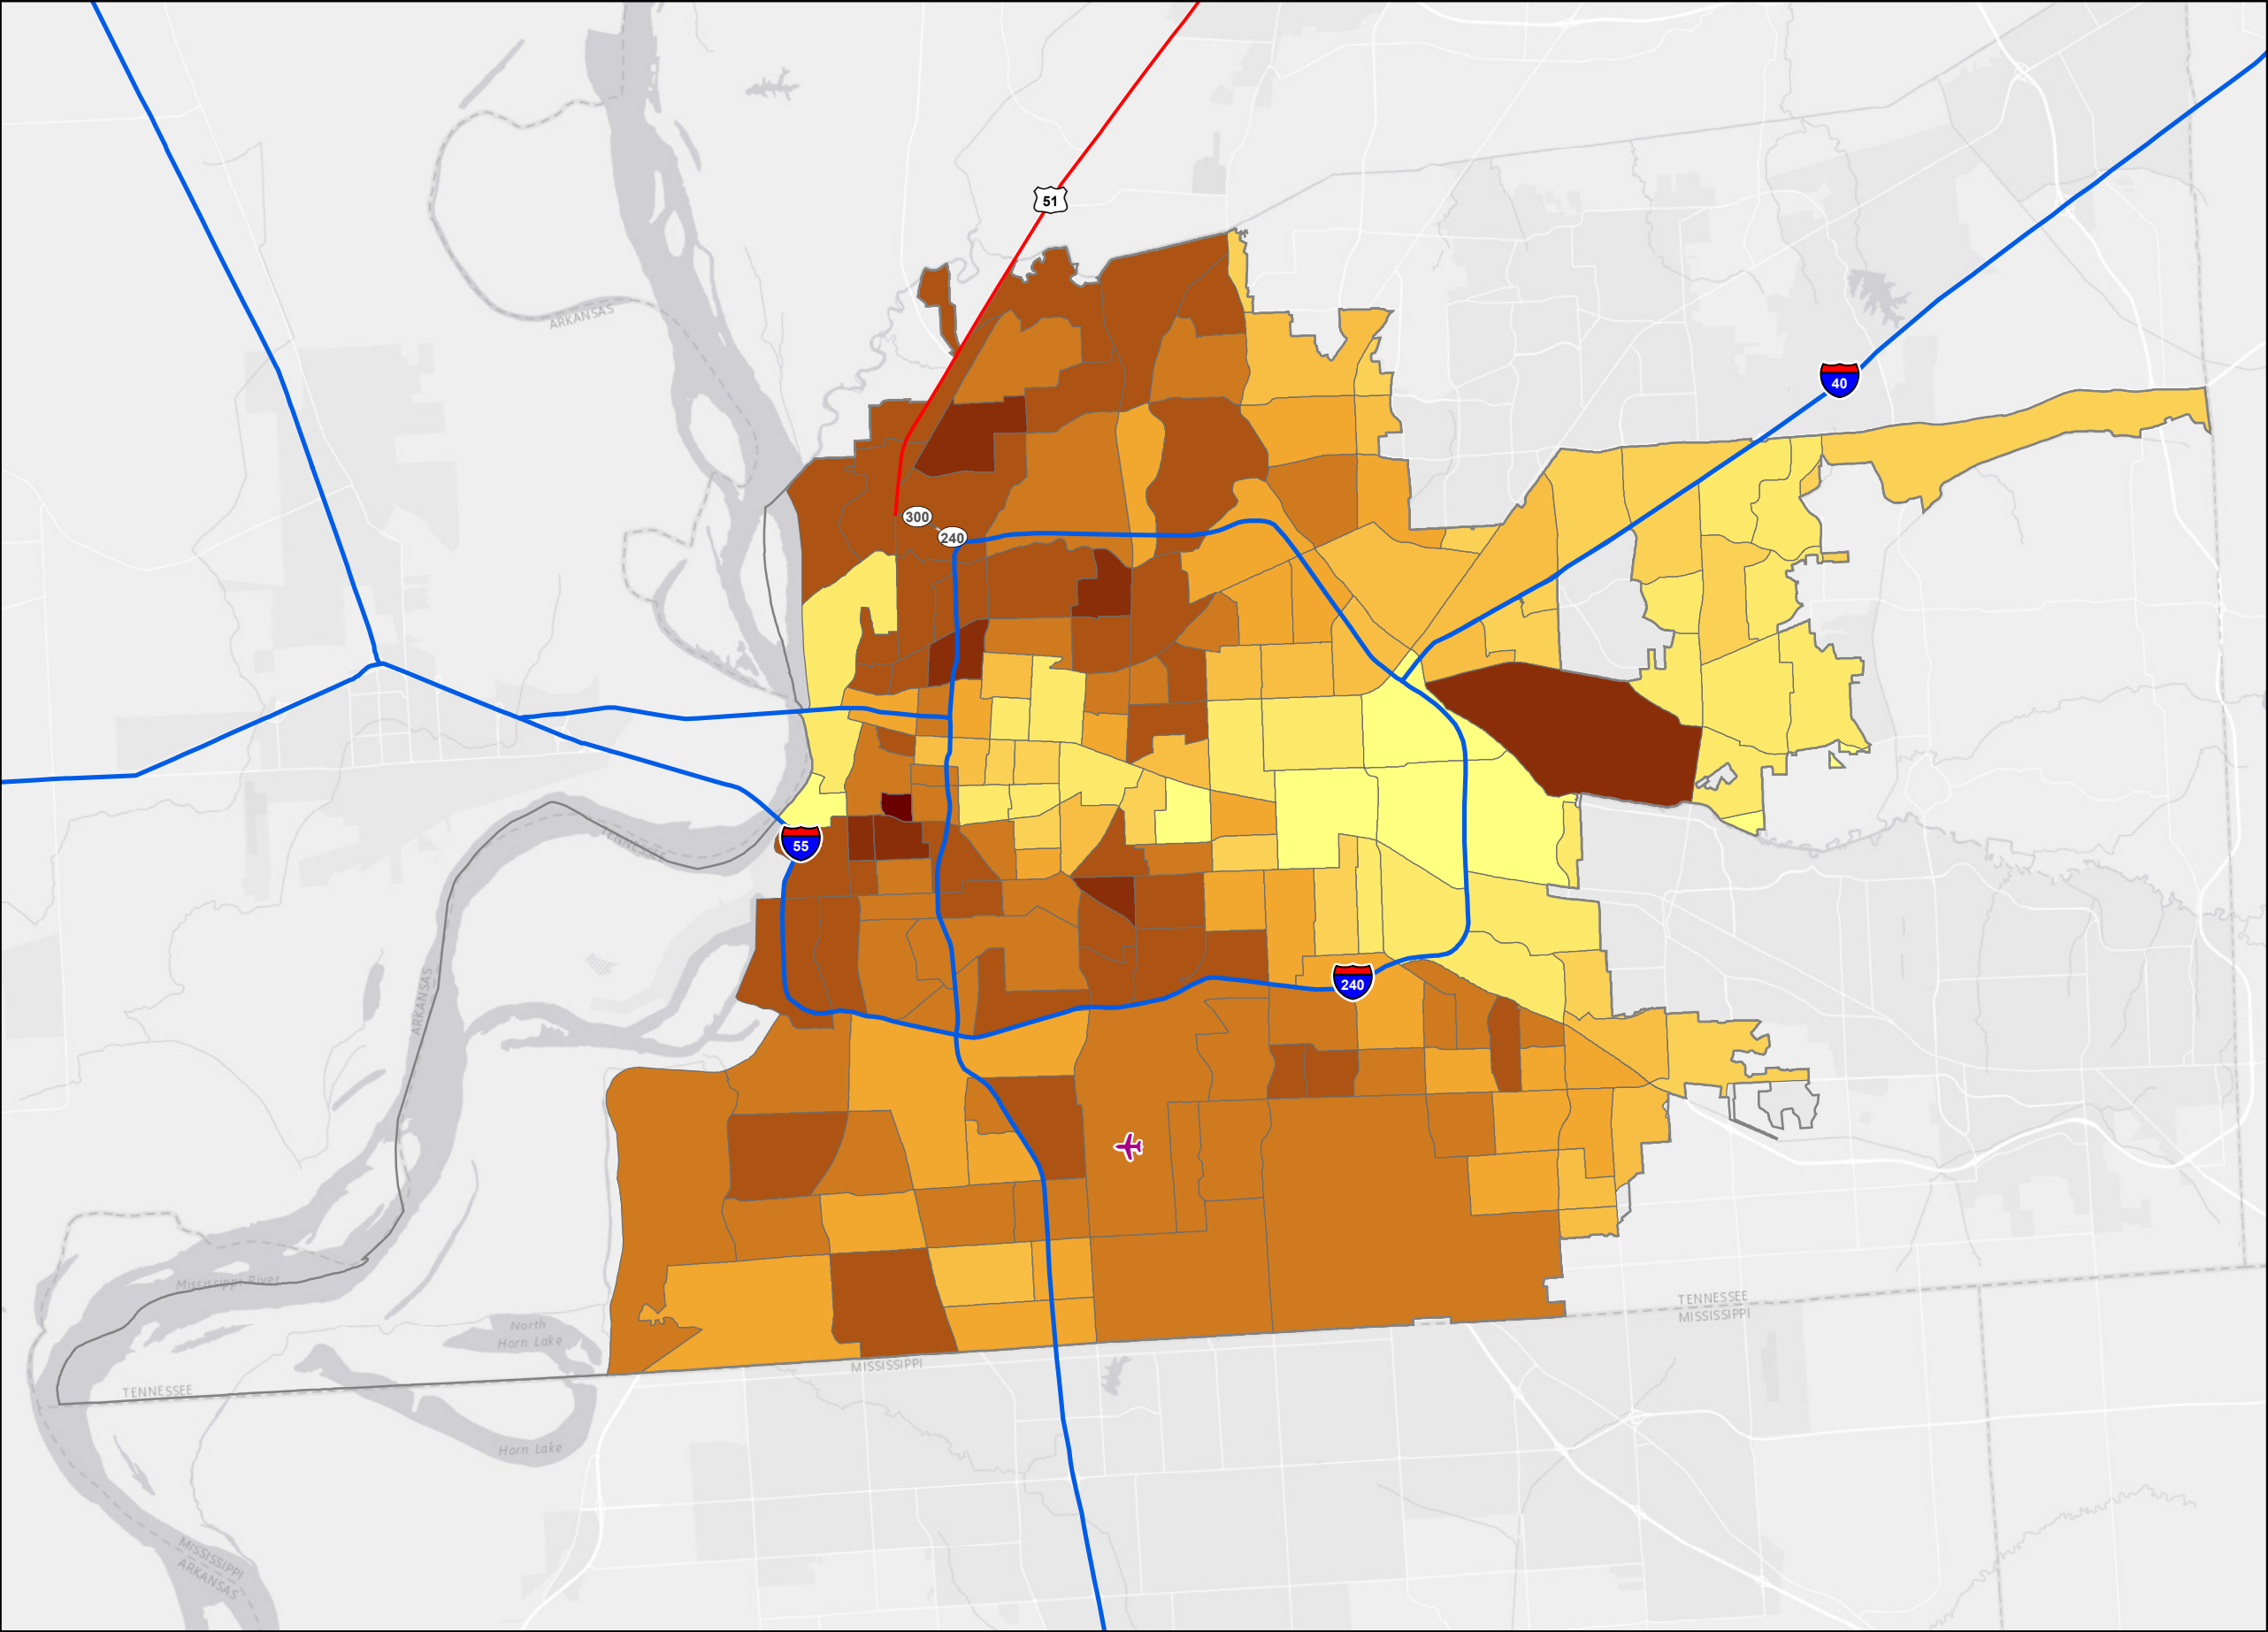 51
ARKANSAS
40
300
240
55
TENNESSEE
240
ARKANSAS
Mississippi River
TENNESSEE
MISSISSIPPI
North
Horn Lake
MISSISSIPPI
TENNESSEE
Horn Lake
MISSISSIPPI
ARKANSAS